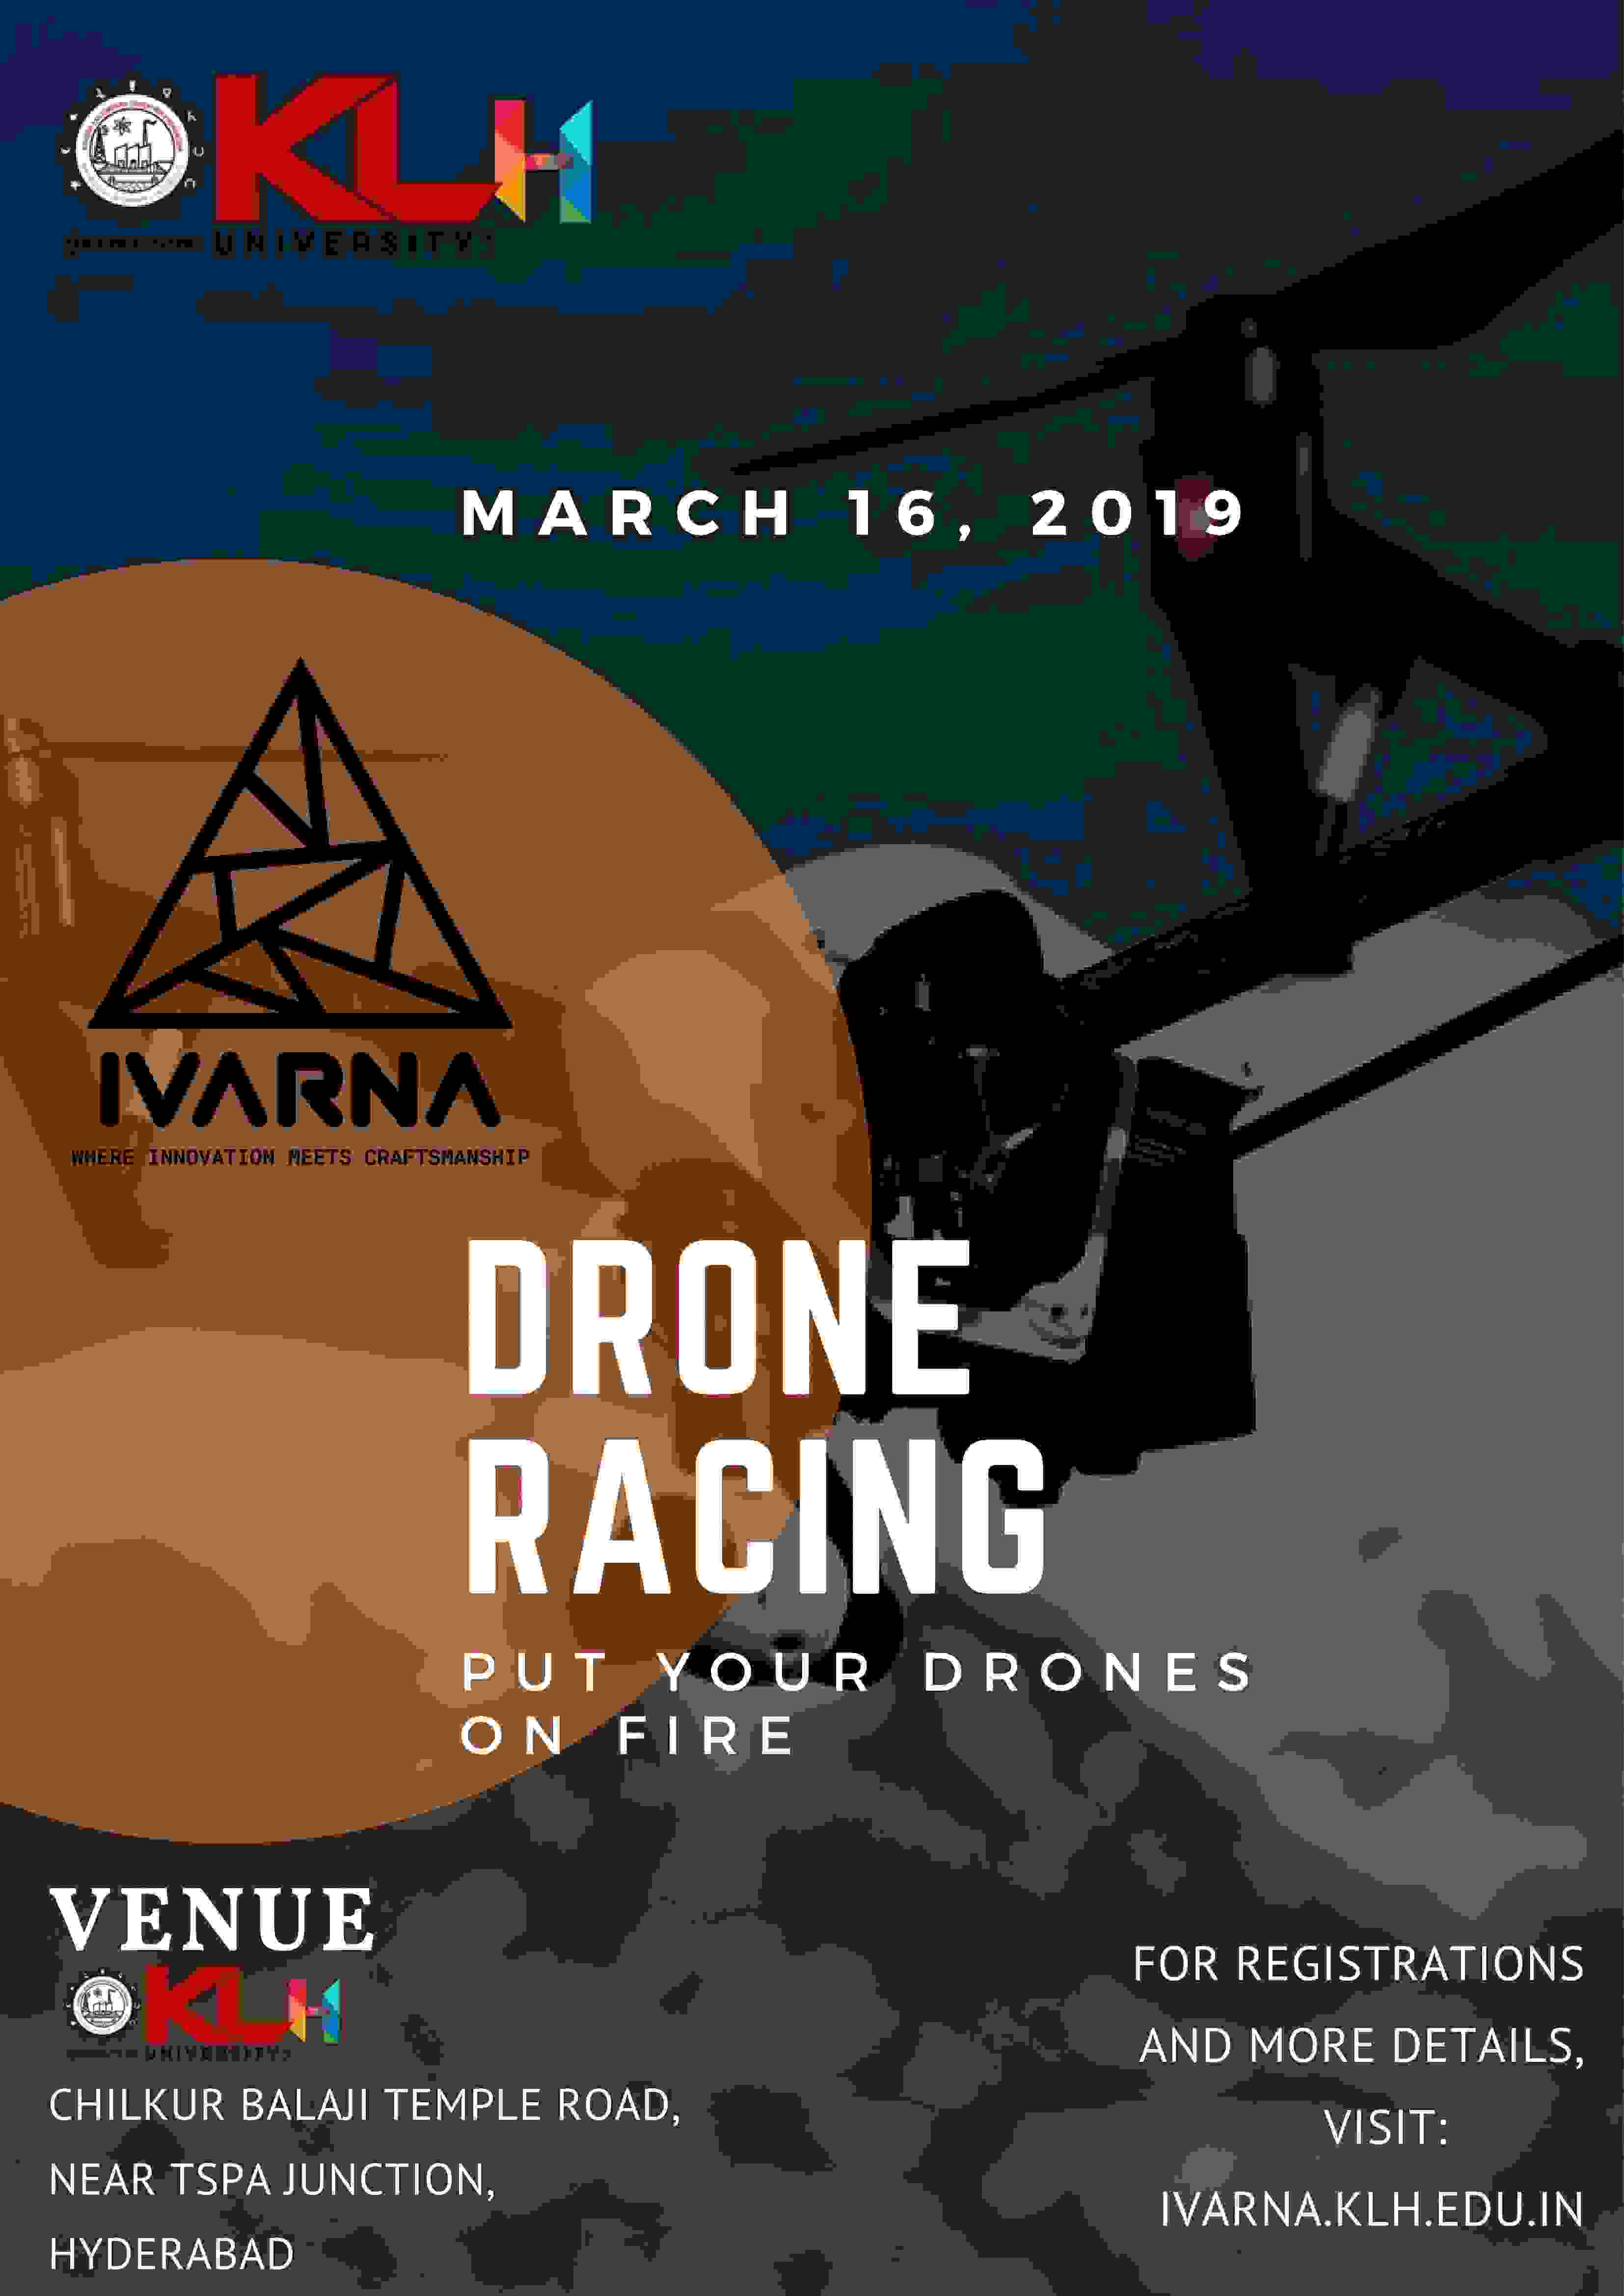 KLH
UNIVERSITY
MARCH 16, 2019
IVARNA
WHERE INNOVATION MEETS CRAFTSMANSHIP
DRONE
RACING
PUT YOUR DRONES
ON FIRE
VENUE
KLH
UNIVERSITY
CHILKUR BALAJI TEMPLE ROAD,
NEAR TSPA JUNCTION,
HYDERABAD
FOR REGISTRATIONS
AND MORE DETAILS,
VISIT:
IVARNA.KLH.EDU.IN